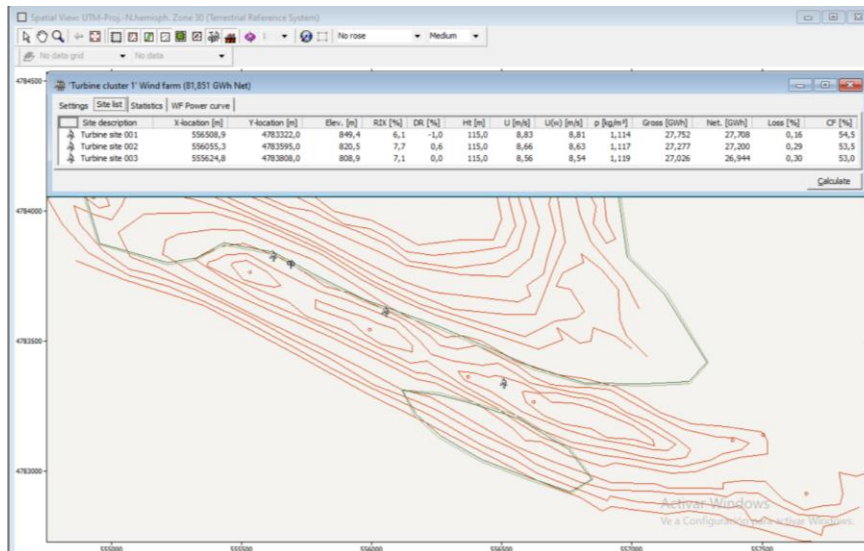 Spatial View: UTM-Proj.-N.hemisph. Zone 30 (Terrestrial Reference System)
No rose Medium
No data grid No data
4784500
'Turbine cluster 1' Wind farm (81,851 GWh Net)
Settings Site list Statistics WF Power curve
Site description X-location [m] Y-location [m] Elev. [m] RIX [%] DR [%] Ht [m] U [m/s] U(w) [m/s] ρ [kg/m³] Gross [GWh] Net. [GWh] Loss [%] CF [%]
Turbine site 001 556508,9 4783322,0 849,4 6,1 -1,0 115,0 8,83 8,81 1,114 27,752 27,708 0,16 54,5
Turbine site 002 556055,3 4783595,0 820,5 7,7 0,6 115,0 8,66 8,63 1,117 27,277 27,200 0,29 53,5
Turbine site 003 555624,8 4783808,0 808,9 7,1 0,0 115,0 8,56 8,54 1,119 27,026 26,944 0,30 53,0
Calculate
4784000
4783500
4783000
Activar Windows
Ve a Configuración para activar Windows.
555000 555500 556000 556500 557000 557500